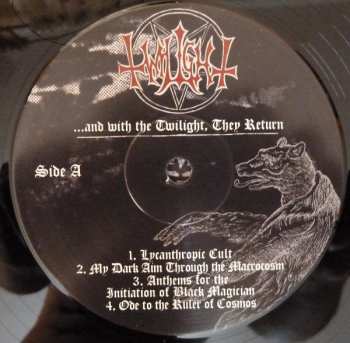 TWILIGHT
...and with the Twilight, They Return
Side A
1. Lycanthropic Cult
2. My Dark Aim Through the Macrocosm
3. Anthems for the
Initiation of Black Magician
4. Ode to the Ruler of Cosmos